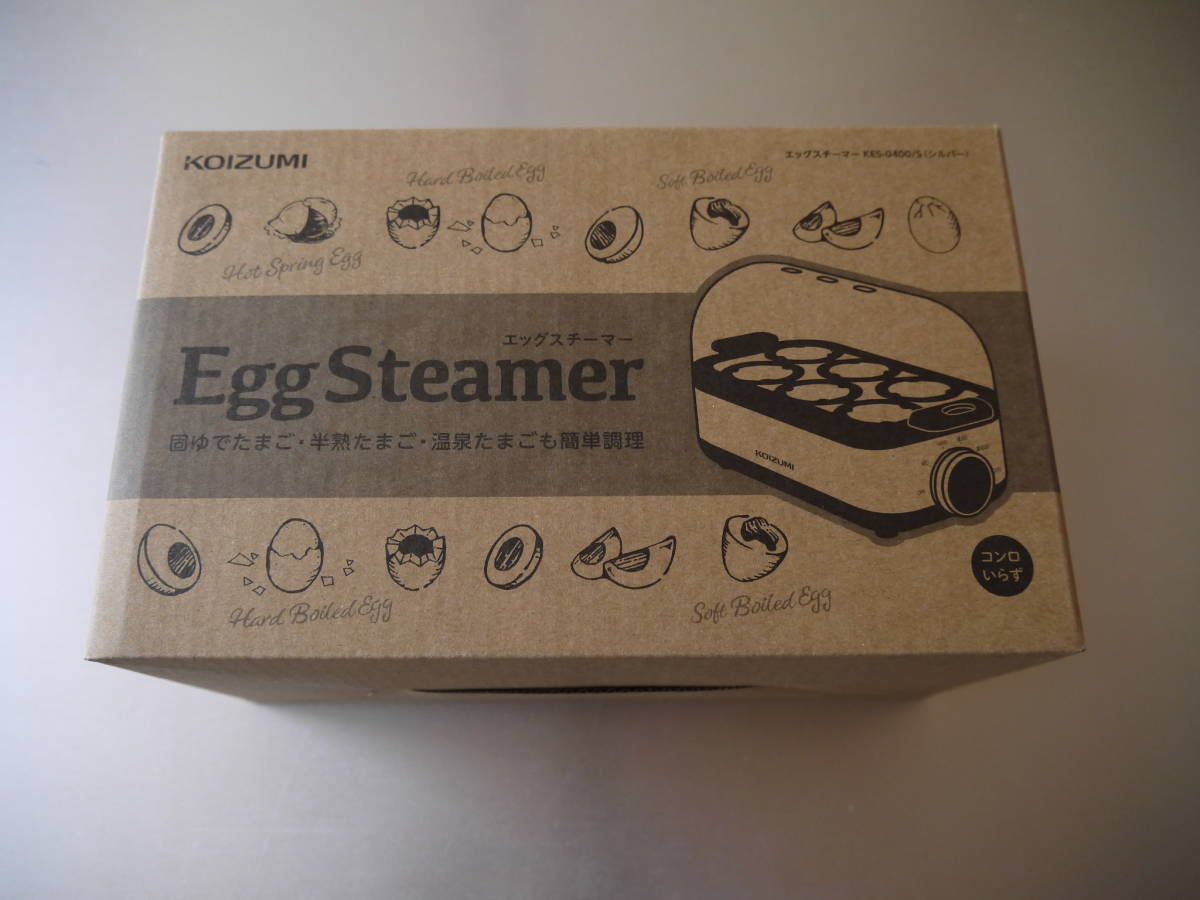 KOIZUMI
エッグスチーマー KES-0400/S(シルバー)
Hard Boiled Egg
Soft Boiled Egg
Hot Spring Egg
エッグスチーマー
Egg Steamer
固ゆでたまご・半熟たまご・温泉たまごも簡単調理
KOIZUMI
コンロ
いらず
Hard Boiled Egg
Soft Boiled Egg